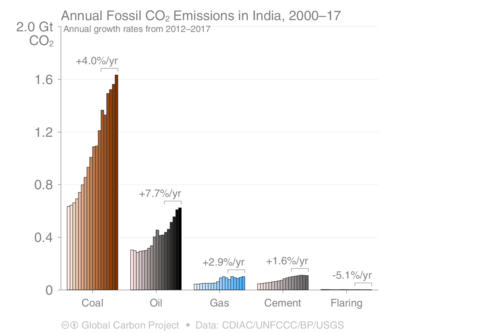 Annual Fossil CO₂ Emissions in India, 2000–17
2.0 Gt
CO₂
Annual growth rates from 2012–2017
+4.0%/yr
1.6
1.2
0.8
+7.7%/yr
0.4
+2.9%/yr
+1.6%/yr
-5.1%/yr
0
Coal Oil Gas Cement Flaring
Global Carbon Project • Data: CDIAC/UNFCCC/BP/USGS